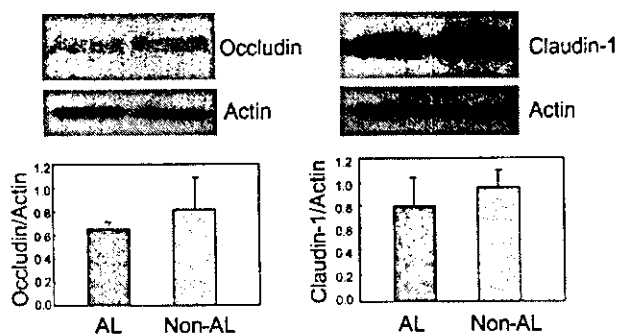 Occludin
Actin
Occludin/Actin
1.2
1.0
0.8
0.6
0.4
0.2
0.0
AL Non-AL
Claudin-1
Actin
Claudin-1/Actin
1.2
1.0
0.8
0.6
0.4
0.2
0.0
AL Non-AL